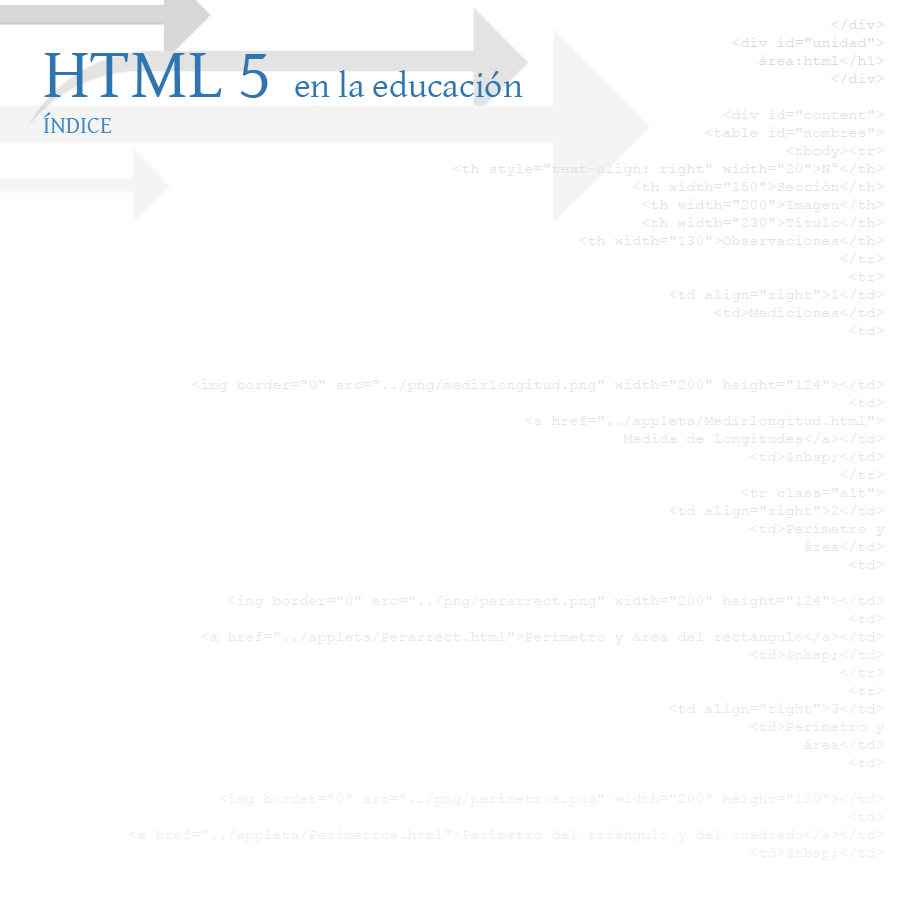 HTML 5 en la educación
ÍNDICE
</div>
<div id="unidad">
área:html</h1>
</div>
<div id="content">
<table id="nombres">
<tbody><tr>
<th style="text-align: right" width="20">Nº</th>
<th width="150">Sección</th>
<th width="200">Imagen</th>
<th width="230">Título</th>
<th width="130">Observaciones</th>
</tr>
<tr>
<td align="right">1</td>
<td>Mediciones</td>
<td>
<img border="0" src="../png/medirlongitud.png" width="200" height="124"></td>
<td>
<a href="../applets/Medirlongitud.html">
Medida de longitudes</a></td>
<td>&nbsp;</td>
</tr>
<tr class="alt">
<td align="right">2</td>
<td>Perímetro y
área</td>
<td>
<img border="0" src="../png/perarrect.png" width="200" height="124"></td>
<td>
<a href="../applets/Perarrect.html">Perímetro y área del rectángulo</a></td>
<td>&nbsp;</td>
</tr>
<tr>
<td align="right">3</td>
<td>Perímetro y
área</td>
<td>
<img border="0" src="../png/perimetros.png" width="200" height="120"></td>
<td>
<a href="../applets/Perimetros.html">Perímetro del triángulo y del cuadrado</a></td>
<td>&nbsp;</td>